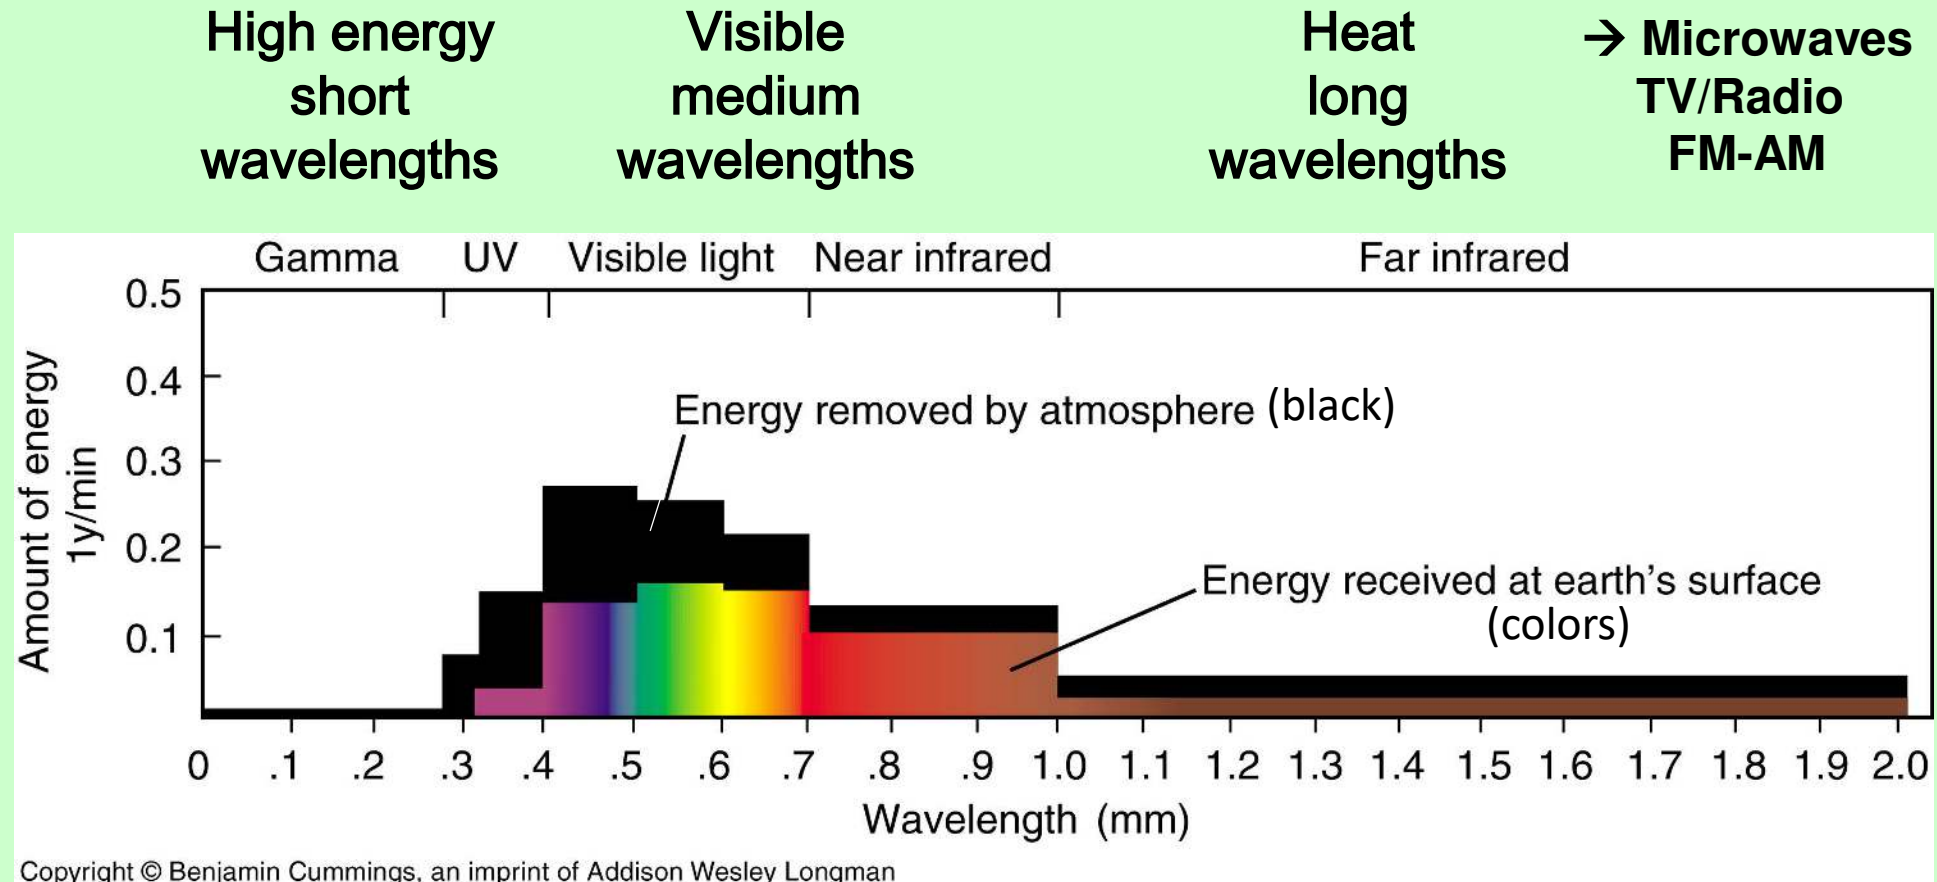 High energy
short
wavelengths
Visible
medium
wavelengths
Heat
long
wavelengths
→ Microwaves
TV/Radio
FM-AM
Gamma UV Visible light Near infrared Far infrared
Amount of energy
1y/min
0.5
0.4
0.3
0.2
0.1
Energy removed by atmosphere (black)
Energy received at earth's surface
(colors)
0 .1 .2 .3 .4 .5 .6 .7 .8 .9 1.0 1.1 1.2 1.3 1.4 1.5 1.6 1.7 1.8 1.9 2.0
Wavelength (mm)
Copyright © Benjamin Cummings, an imprint of Addison Wesley Longman